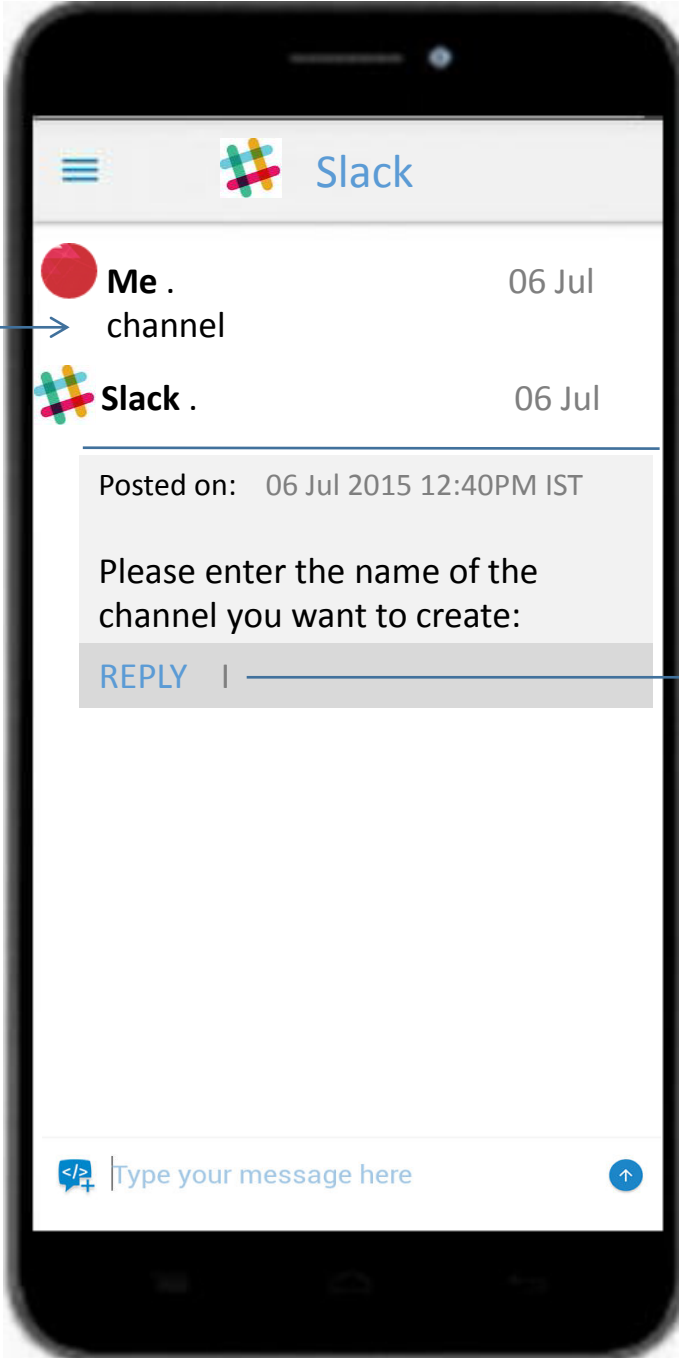 Slack
Me . 06 Jul
channel
Slack . 06 Jul
Posted on: 06 Jul 2015 12:40PM IST
Please enter the name of the
channel you want to create:
REPLY |
Type your message here